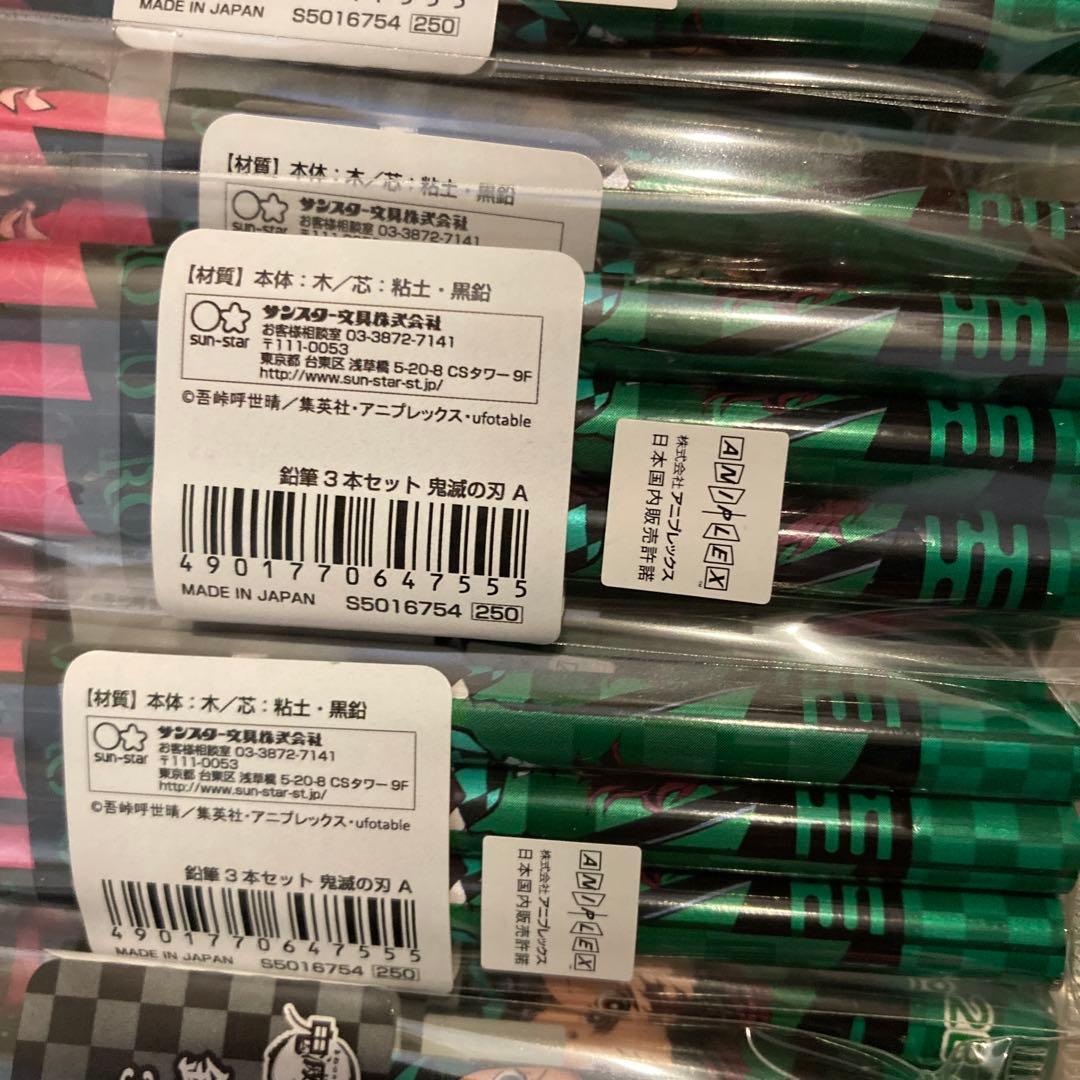 MADE IN JAPAN
S5016754 250
【材質】本体：木／芯：粘土・黒鉛
サンスター文具株式会社
sun-star
お客様相談室 03-3872-7141
【材質】本体：木／芯：粘土・黒鉛
サンスター文具株式会社
sun-star
お客様相談室 03-3872-7141
〒111-0053
東京都 台東区 浅草橋 5-20-8 CSタワー 9F
http://www.sun-star-st.jp/
©吾峠呼世晴／集英社・アニプレックス・ufotable
鉛筆３本セット 鬼滅の刃 A
4901770647555
MADE IN JAPAN
S5016754 250
ANIPLEX
株式会社 アニプレックス
日本国内販売許諾
【材質】本体：木／芯：粘土・黒鉛
サンスター文具株式会社
sun-star
お客様相談室 03-3872-7141
〒111-0053
東京都 台東区 浅草橋 5-20-8 CSタワー 9F
http://www.sun-star-st.jp/
©吾峠呼世晴／集英社・アニプレックス・ufotable
鉛筆３本セット 鬼滅の刃 A
4901770647555
MADE IN JAPAN
S5016754 250
ANIPLEX
株式会社 アニプレックス
日本国内販売許諾